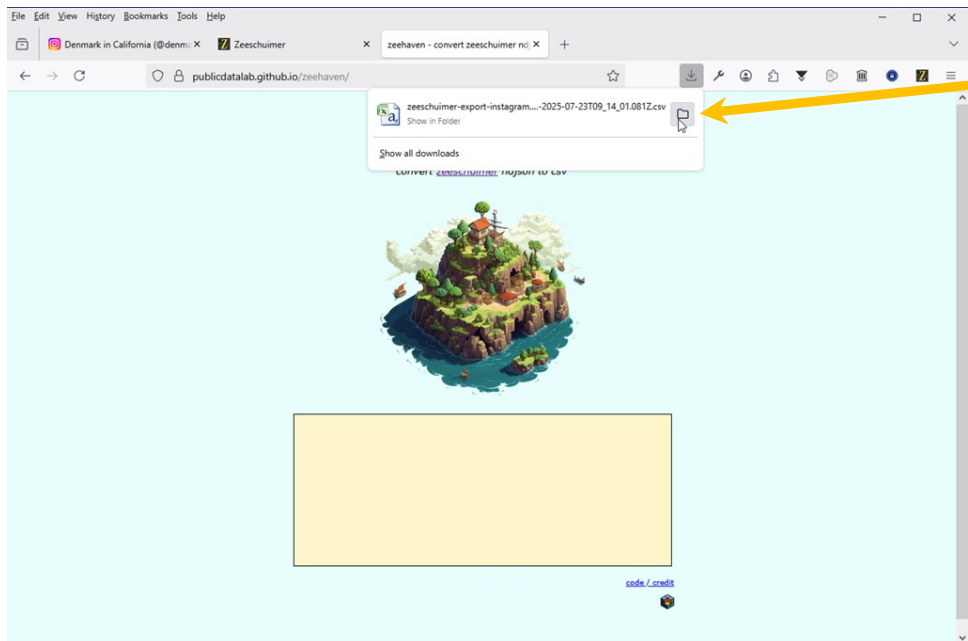 File Edit View History Bookmarks Tools Help
Denmark in California (@denm
Zeeschuimer
zeehaven - convert zeeschuimer nd
publicdatalab.github.io/zeehaven/
zeeschuimer-export-instagram....-2025-07-23T09_14_01.081Z.csv
Show in Folder
Show all downloads
convert zeeschuimer ndjson to csv
code / credit